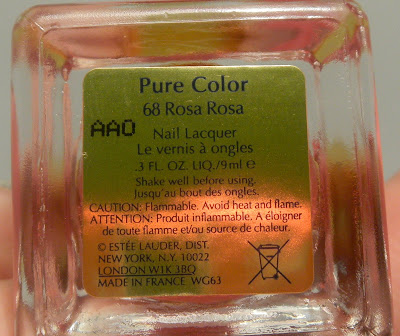 Pure Color
68 Rosa Rosa
AAO
Nail Lacquer
Le vernis à ongles
.3 FL. OZ. LIQ./9ml e
Shake well before using.
Jusqu'au bout des ongles.
CAUTION: Flammable. Avoid heat and flame.
ATTENTION: Produit inflammable. A éloigner
de toute flamme et/ou source de chaleur.
© ESTĒE LAUDER, DIST.
NEW YORK, N.Y. 10022
LONDON W1K 3BQ
MADE IN FRANCE WG63